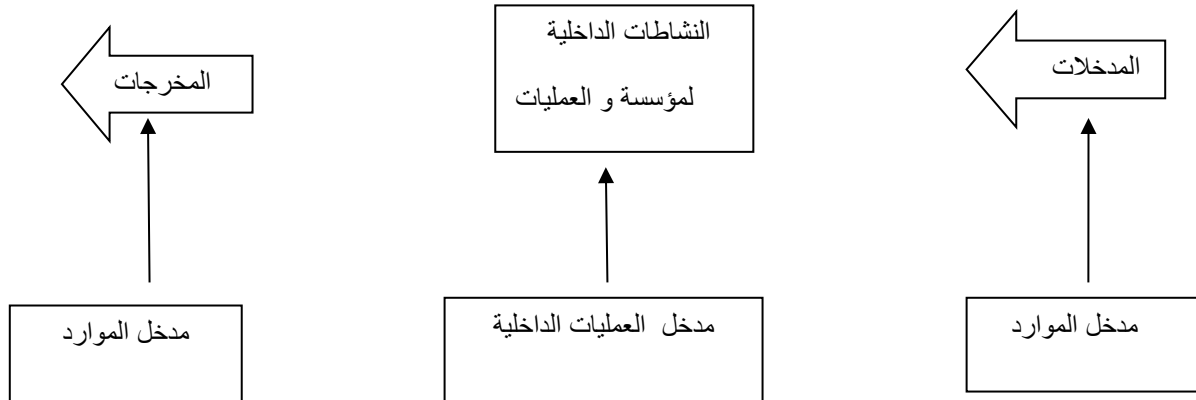 المدخلات
النشاطات الداخلية
لمؤسسة و العمليات
المخرجات
مدخل الموارد
مدخل العمليات الداخلية
مدخل الموارد